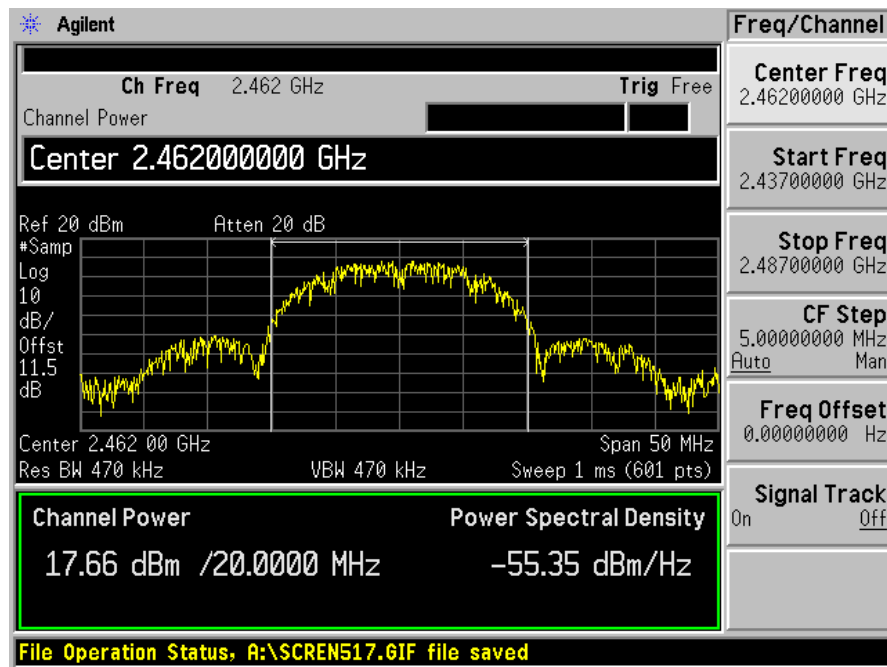 Agilent
Freq/Channel
Ch Freq 2.462 GHz Trig Free
Channel Power
Center 2.462000000 GHz
Ref 20 dBm Atten 20 dB
#Samp
Log
10
dB/
Offst
11.5
dB
Center 2.462 00 GHz Span 50 MHz
Res BW 470 kHz VBW 470 kHz Sweep 1 ms (601 pts)
Channel Power Power Spectral Density
17.66 dBm /20.0000 MHz -55.35 dBm/Hz
File Operation Status, A:\SCREN517.GIF file saved
Center Freq
2.46200000 GHz
Start Freq
2.43700000 GHz
Stop Freq
2.48700000 GHz
CF Step
5.00000000 MHz
Auto Man
Freq Offset
0.00000000 Hz
Signal Track
On Off